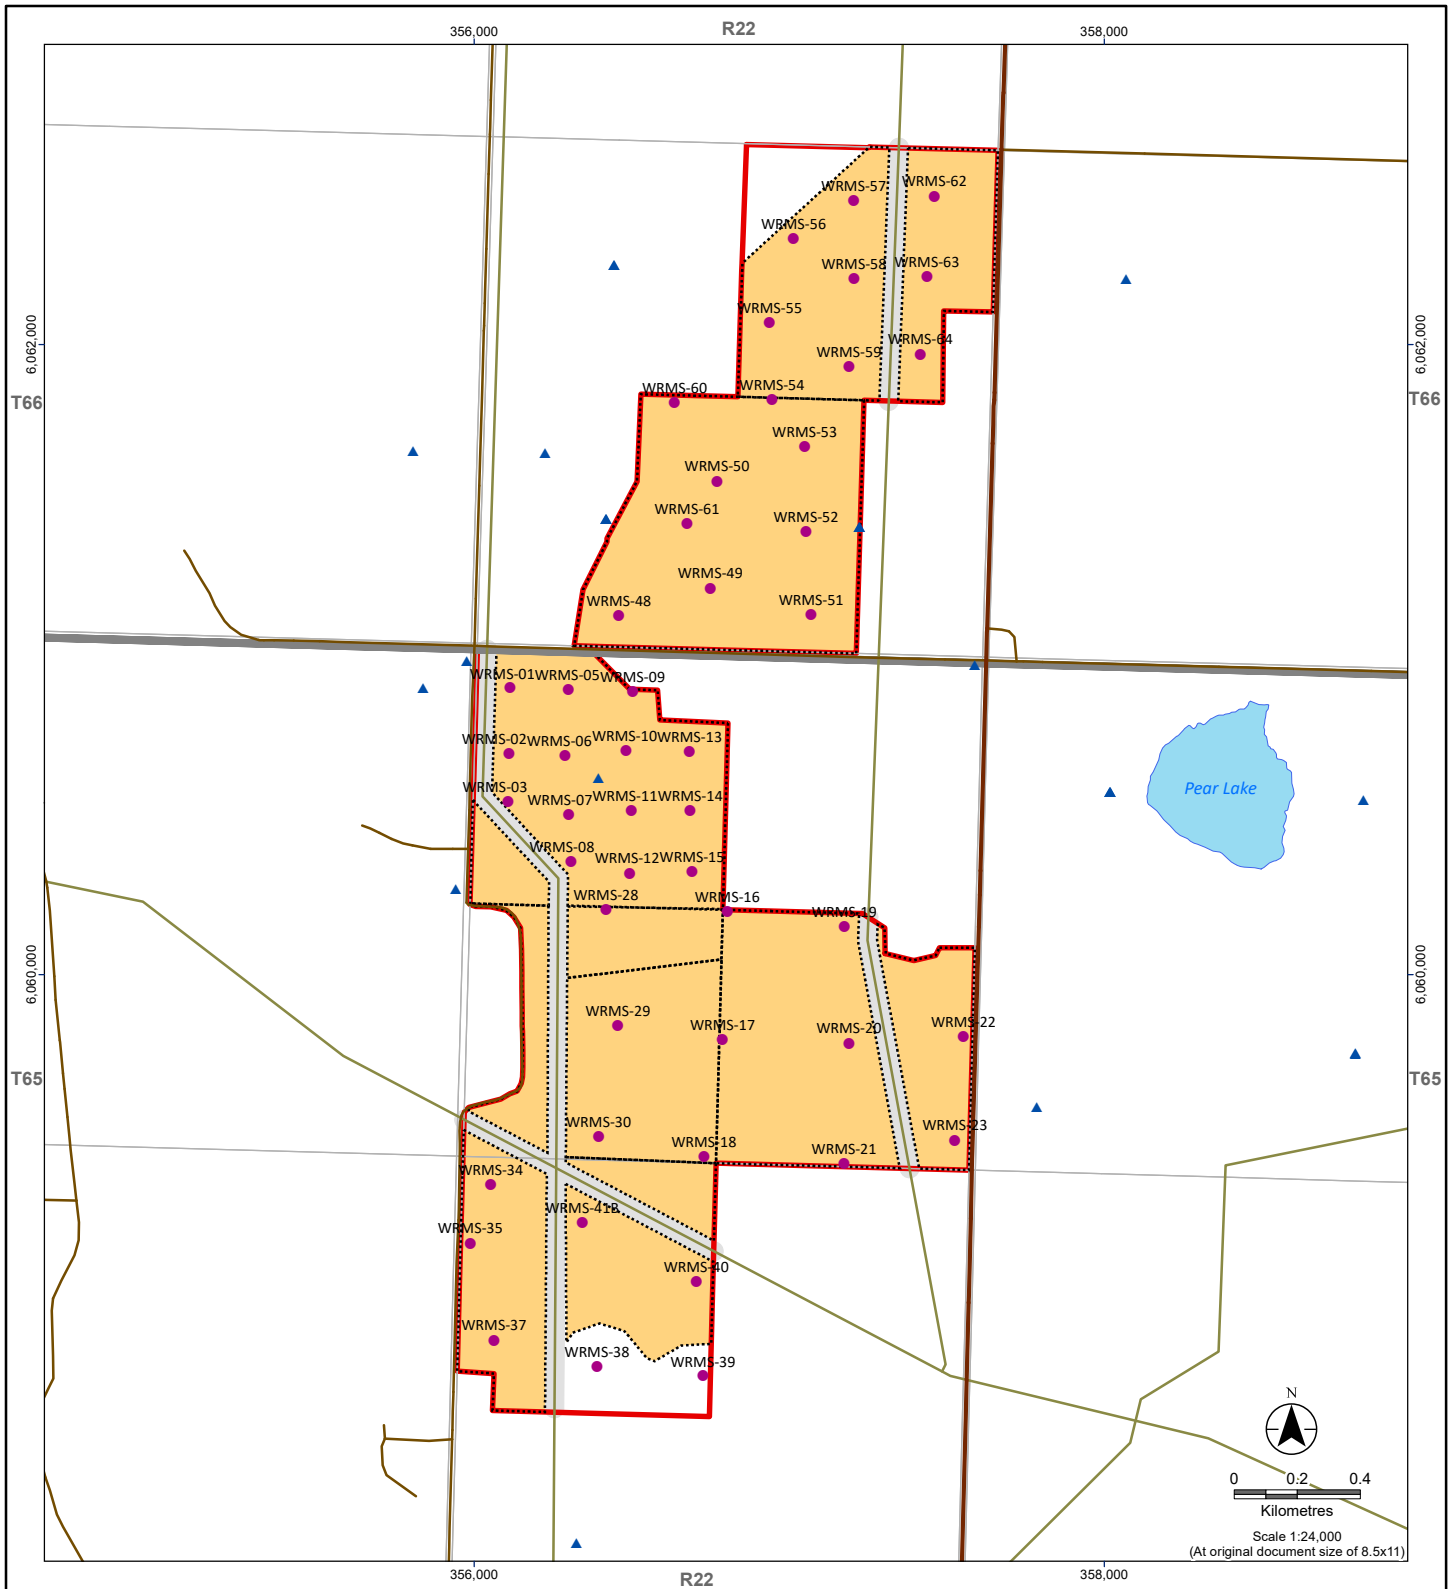 R22
356,000
358,000
WRMS-57
WRMS-62
WRMS-56
WRMS-58
WRMS-63
WRMS-55
WRMS-59
WRMS-64
6,062,000
6,062,000
T66
T66
WRMS-60
WRMS-54
WRMS-53
WRMS-50
WRMS-61
WRMS-52
WRMS-49
WRMS-48
WRMS-51
WRMS-01
WRMS-05
WRMS-09
WRMS-02
WRMS-06
WRMS-10
WRMS-13
WRMS-03
WRMS-07
WRMS-11
WRMS-14
Pear Lake
WRMS-08
WRMS-12
WRMS-15
WRMS-28
WRMS-16
WRMS-19
6,060,000
6,060,000
WRMS-29
WRMS-17
WRMS-20
WRMS-22
T65
T65
WRMS-30
WRMS-18
WRMS-21
WRMS-23
WRMS-34
WRMS-41B
WRMS-35
WRMS-40
WRMS-37
WRMS-38
WRMS-39
N
0 0.2 0.4
Kilometres
Scale 1:24,000
(At original document size of 8.5x11)
356,000
R22
358,000